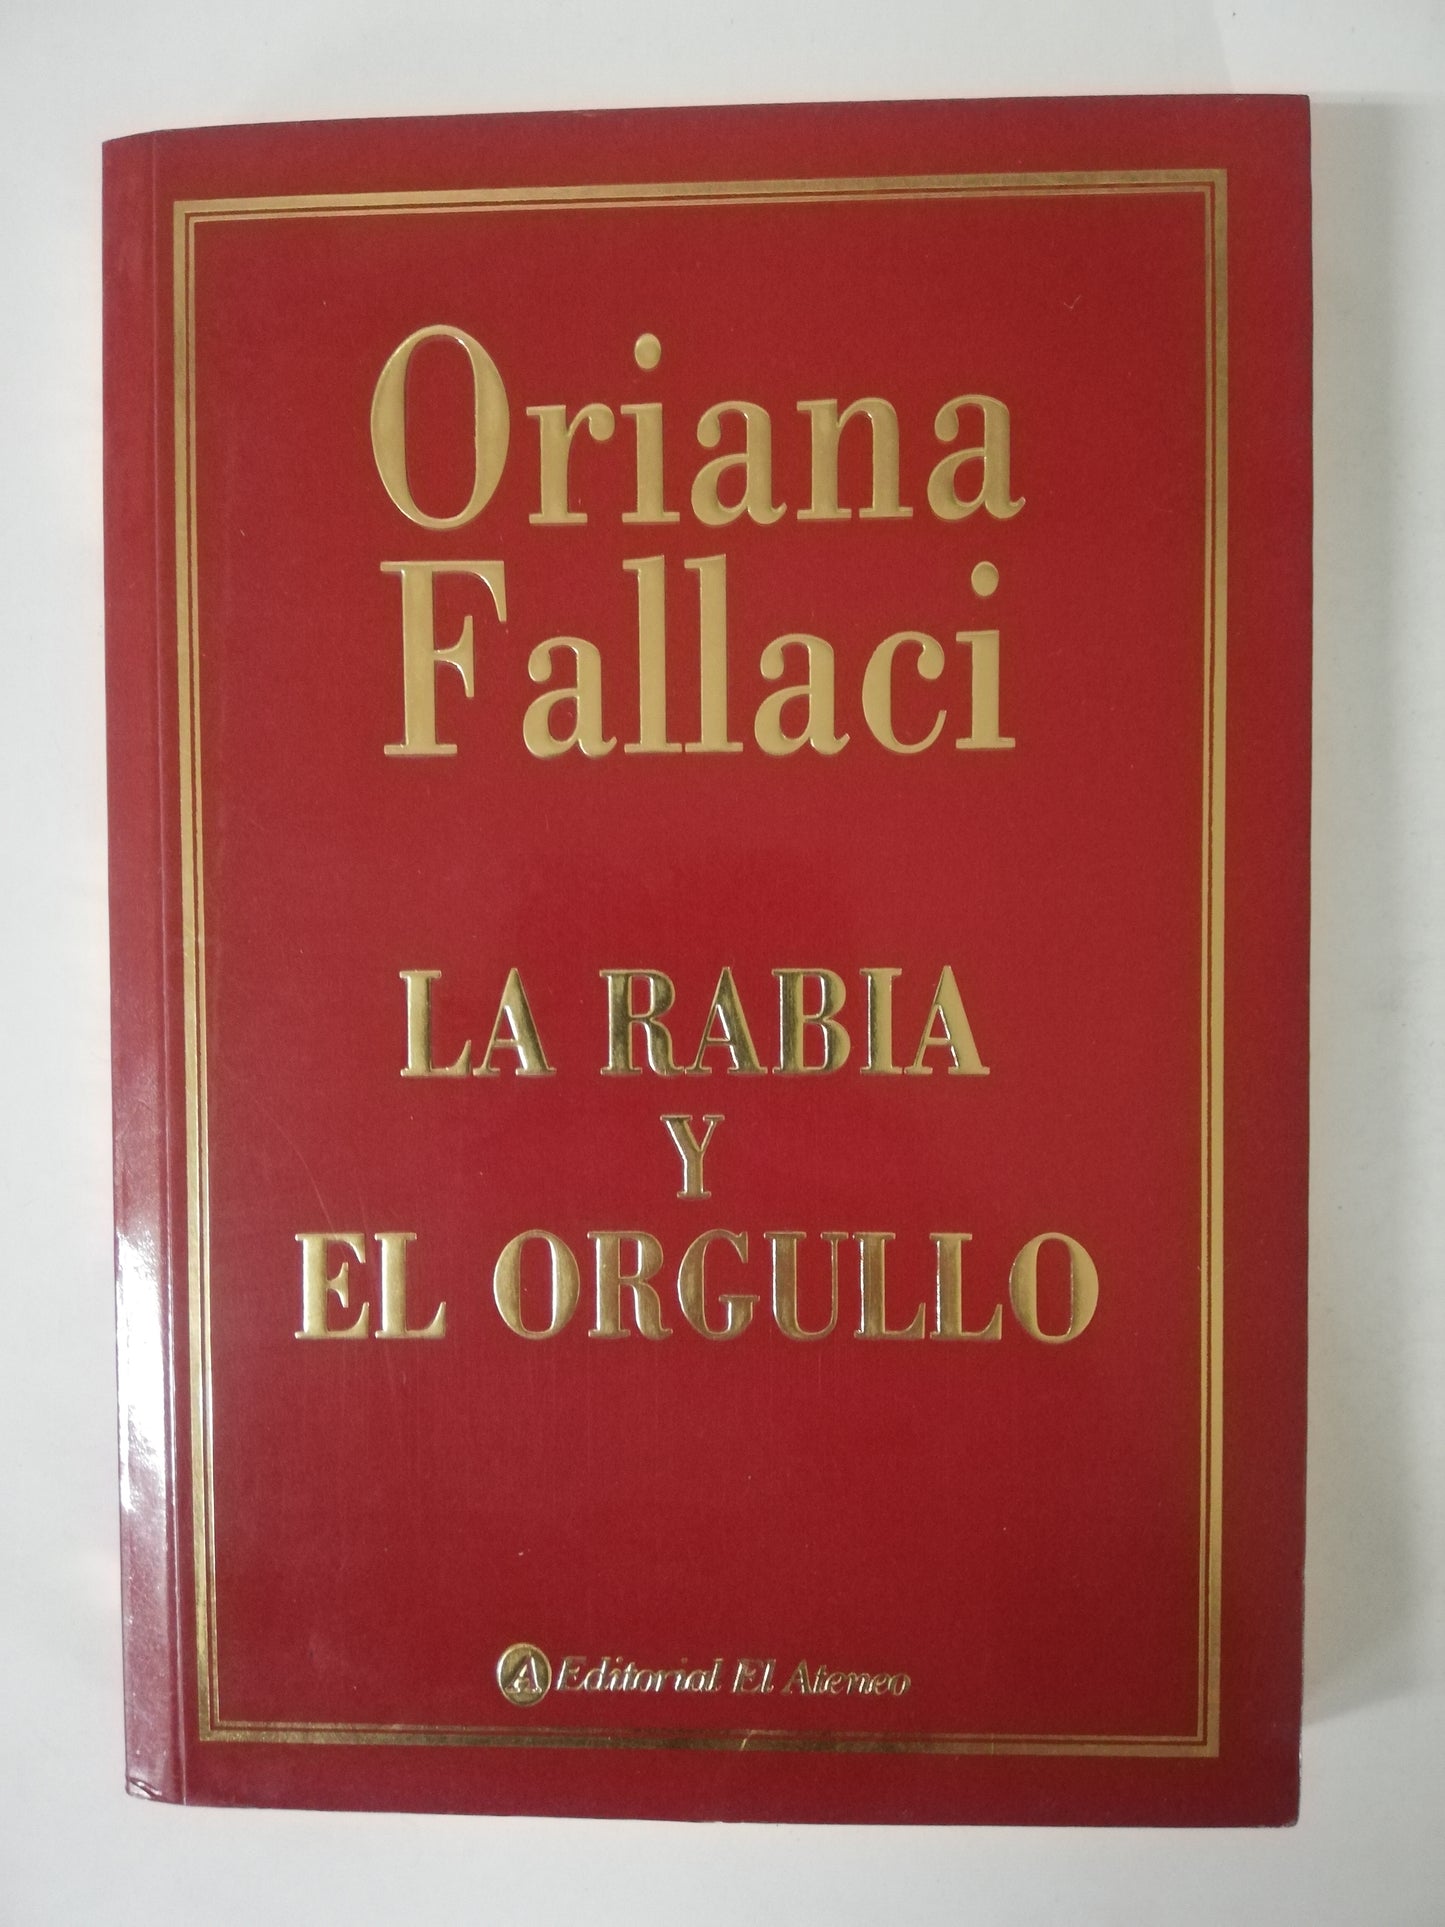 Oriana
Fallaci
LA RABIA
Y
EL ORGULLO
A Editorial El Ateneo